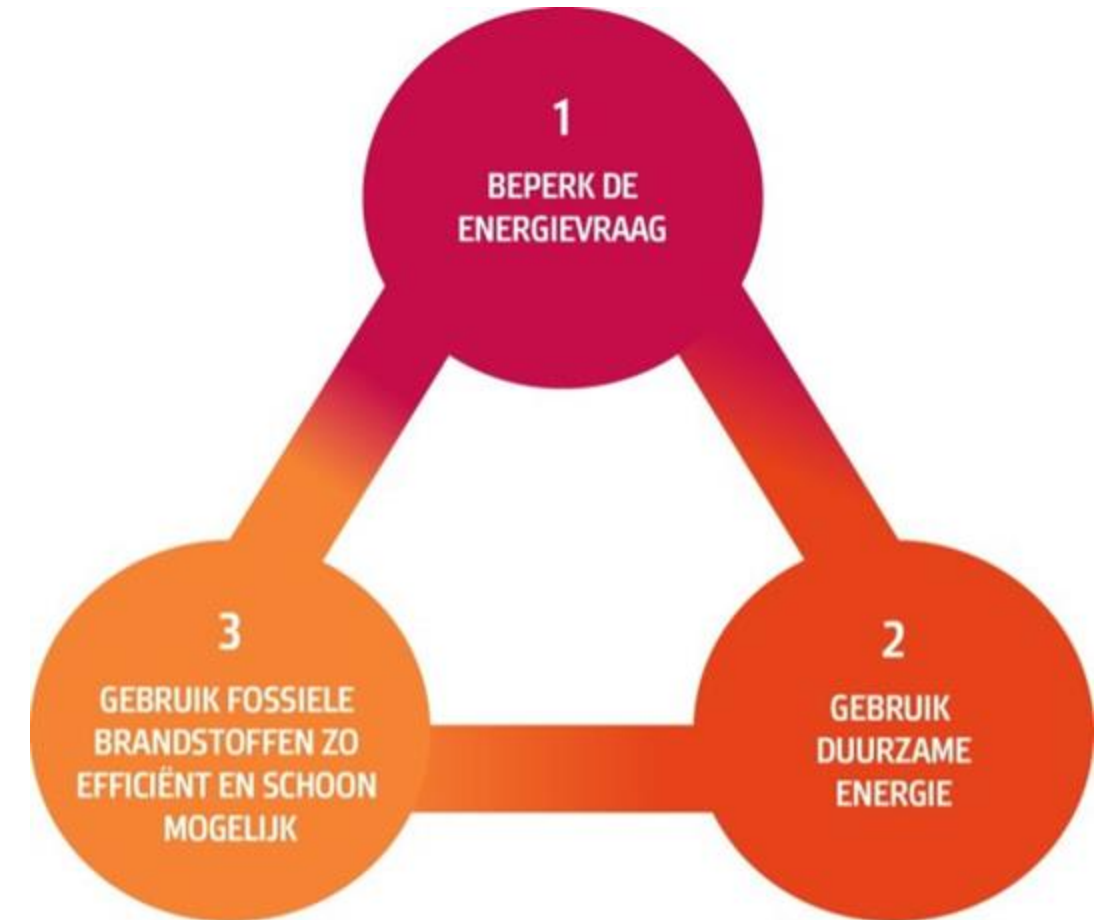 1
BEPERK DE
ENERGIEVRAAG
2
GEBRUIK
DUURZAME
ENERGIE
3
GEBRUIK FOSSIELE
BRANDSTOFFEN ZO
EFFICIËNT EN SCHOON
MOGELIJK